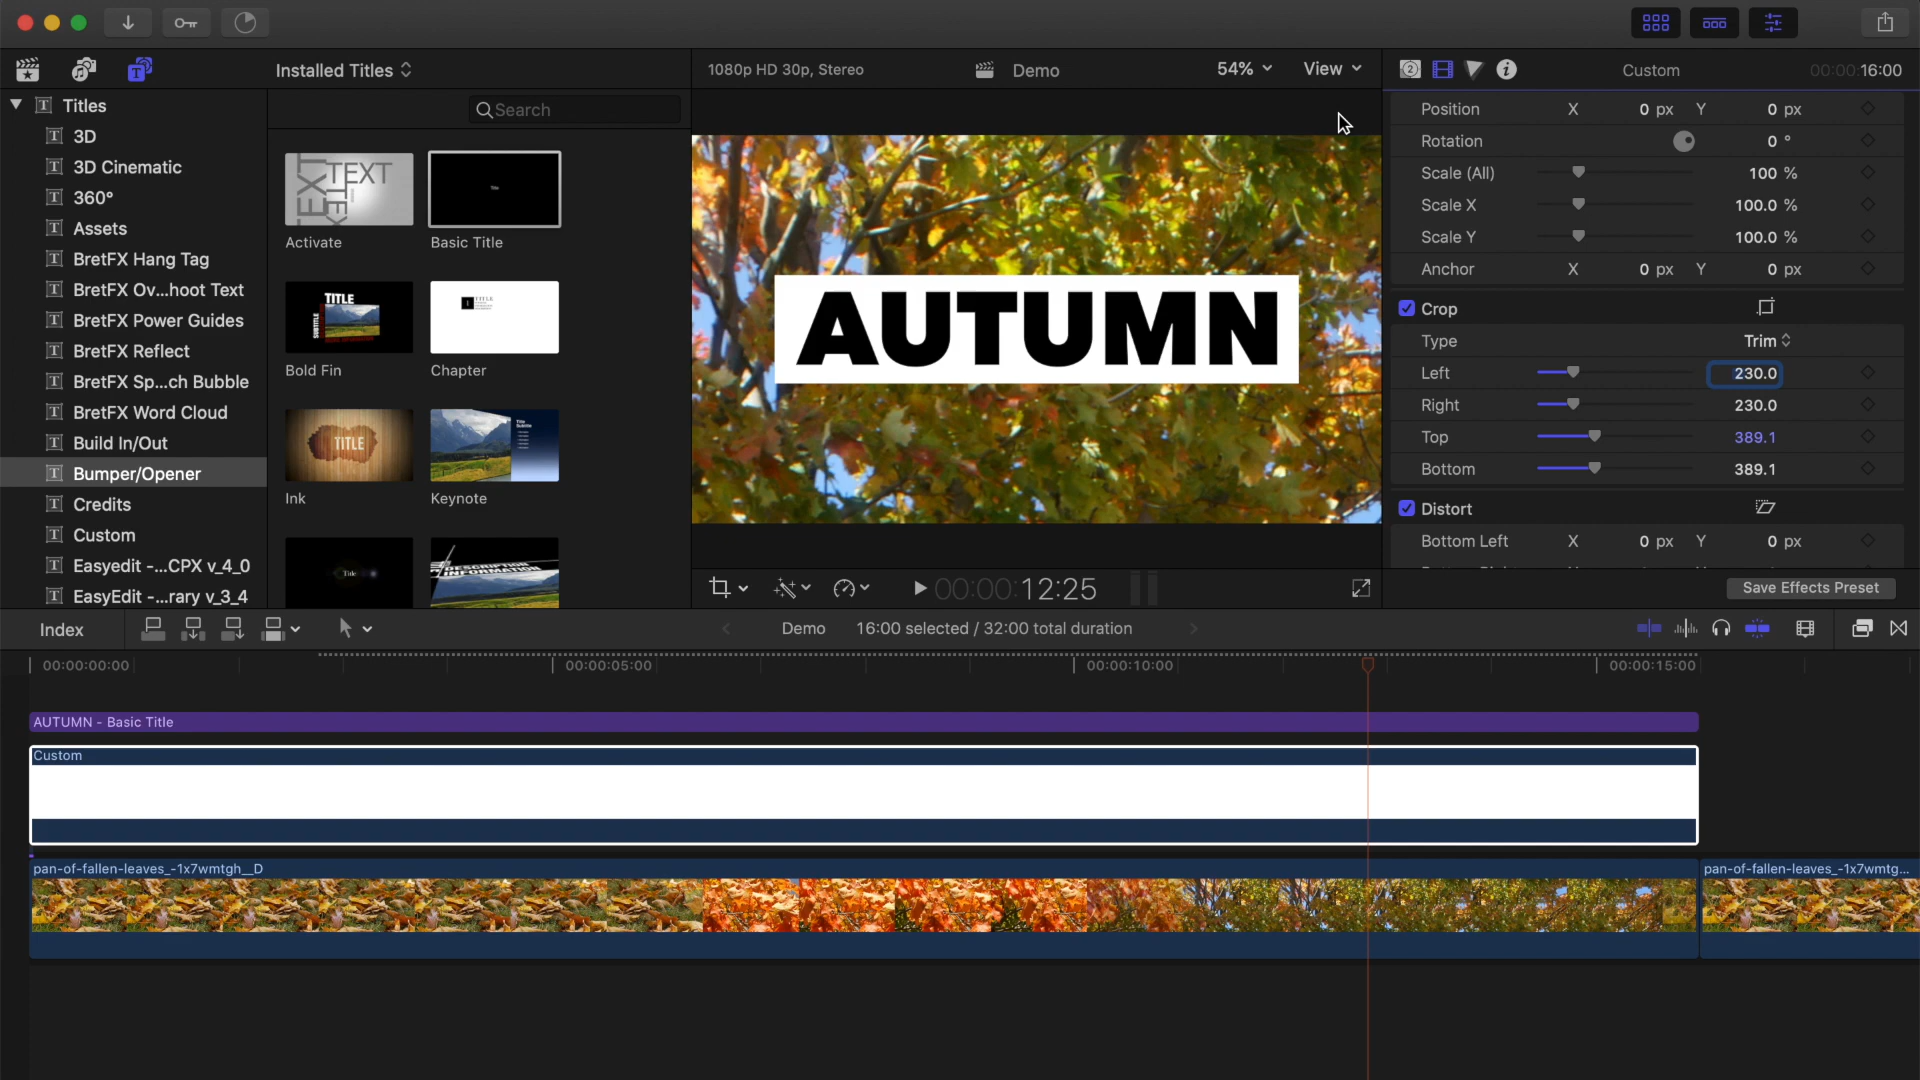 Installed Titles
1080p HD 30p, Stereo
Demo
54%
View
Custom
00:00:16:00
Titles
3D
3D Cinematic
360°
Assets
BretFX Hang Tag
BretFX Ov...hoot Text
BretFX Power Guides
BretFX Reflect
BretFX Sp...ch Bubble
BretFX Word Cloud
Build In/Out
Bumper/Opener
Credits
Custom
Easyedit -...CPX v_4_0
EasyEdit -...rary v_3_4
Search
TEXT
Activate
Title
Basic Title
TITLE
SUBTITLE
Bold Fin
TITLE
Chapter
TITLE
Ink
Title
Subtitle
Keynote
Title
DESCRIPTION
INFORMATION
AUTUMN
00:00:12:25
Position X 0 px Y 0 px
Rotation 0 °
Scale (All) 100 %
Scale X 100.0 %
Scale Y 100.0 %
Anchor X 0 px Y 0 px
Crop
Type Trim
Left 230.0
Right 230.0
Top 389.1
Bottom 389.1
Distort
Bottom Left X 0 px Y 0 px
Save Effects Preset
Index
Demo 16:00 selected / 32:00 total duration
00:00:00:00 00:00:05:00 00:00:10:00 00:00:15:00
AUTUMN - Basic Title
Custom
pan-of-fallen-leaves_-1x7wmtgh__D
pan-of-fallen-leaves_-1x7wmtg...